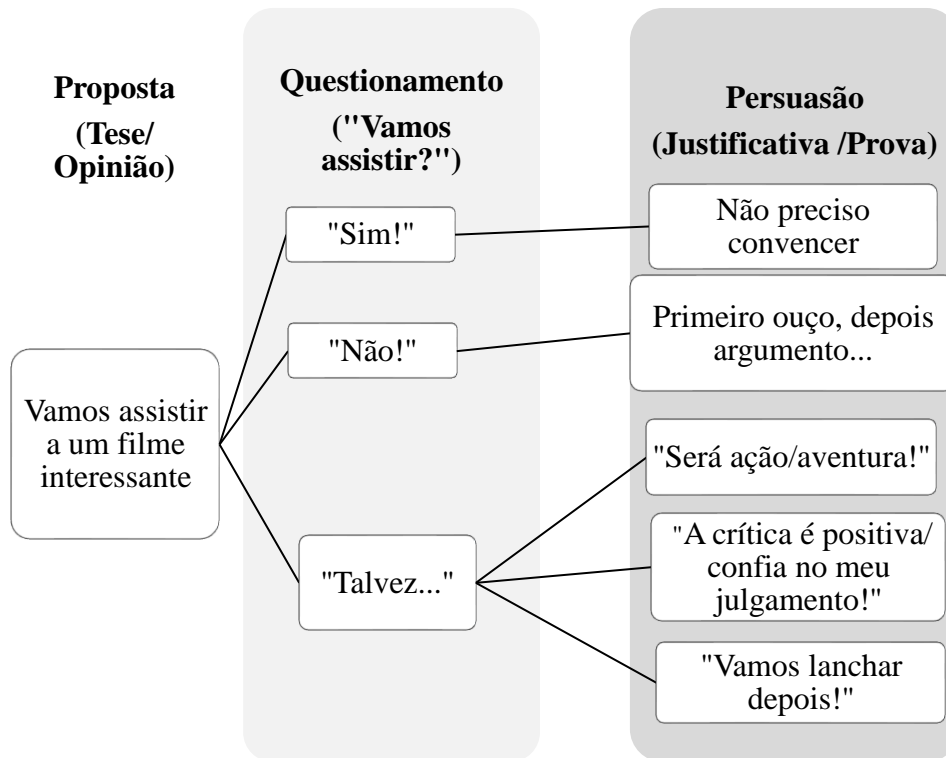 Proposta
(Tese/
Opinião)
Questionamento
("Vamos
assistir?")
Persuasão
(Justificativa /Prova)
Vamos assistir
a um filme
interessante
"Sim!"
Não preciso
convencer
"Não!"
Primeiro ouço, depois
argumento...
"Talvez..."
"Será ação/aventura!"
"A crítica é positiva/
confia no meu
julgamento!"
"Vamos lanchar
depois!"